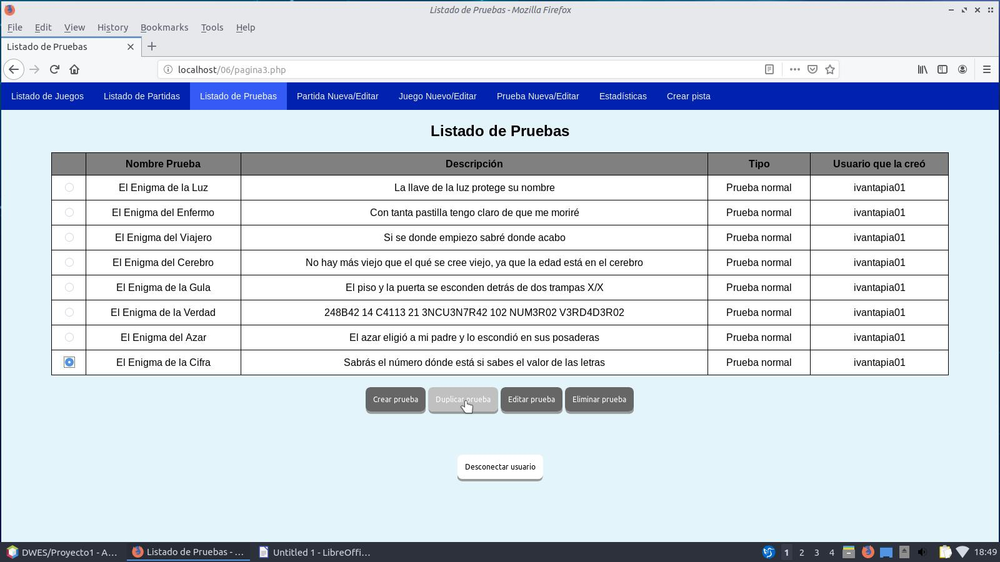 Listado de Pruebas - Mozilla Firefox
File Edit View History Bookmarks Tools Help
Listado de Pruebas
localhost/06/pagina3.php
Listado de Juegos Listado de Partidas Listado de Pruebas Partida Nueva/Editar Juego Nuevo/Editar Prueba Nueva/Editar Estadísticas Crear pista
Listado de Pruebas
Nombre Prueba Descripción Tipo Usuario que la creó
El Enigma de la Luz La llave de la luz protege su nombre Prueba normal ivantapia01
El Enigma del Enfermo Con tanta pastilla tengo claro de que me moriré Prueba normal ivantapia01
El Enigma del Viajero Si se donde empiezo sabré donde acabo Prueba normal ivantapia01
El Enigma del Cerebro No hay más viejo que el qué se cree viejo, ya que la edad está en el cerebro Prueba normal ivantapia01
El Enigma de la Gula El piso y la puerta se esconden detrás de dos trampas X/X Prueba normal ivantapia01
El Enigma de la Verdad 248B42 14 C4113 21 3NCU3N7R42 102 NUM3R02 V3RD4D3R02 Prueba normal ivantapia01
El Enigma del Azar El azar eligió a mi padre y lo escondió en sus posaderas Prueba normal ivantapia01
El Enigma de la Cifra Sabrás el número dónde está si sabes el valor de las letras Prueba normal ivantapia01
Crear prueba Duplicar prueba Editar prueba Eliminar prueba
Desconectar usuario
DWES/Proyecto1 - A... Listado de Pruebas - ... Untitled 1 - LibreOffi... 1 2 3 4 18:49